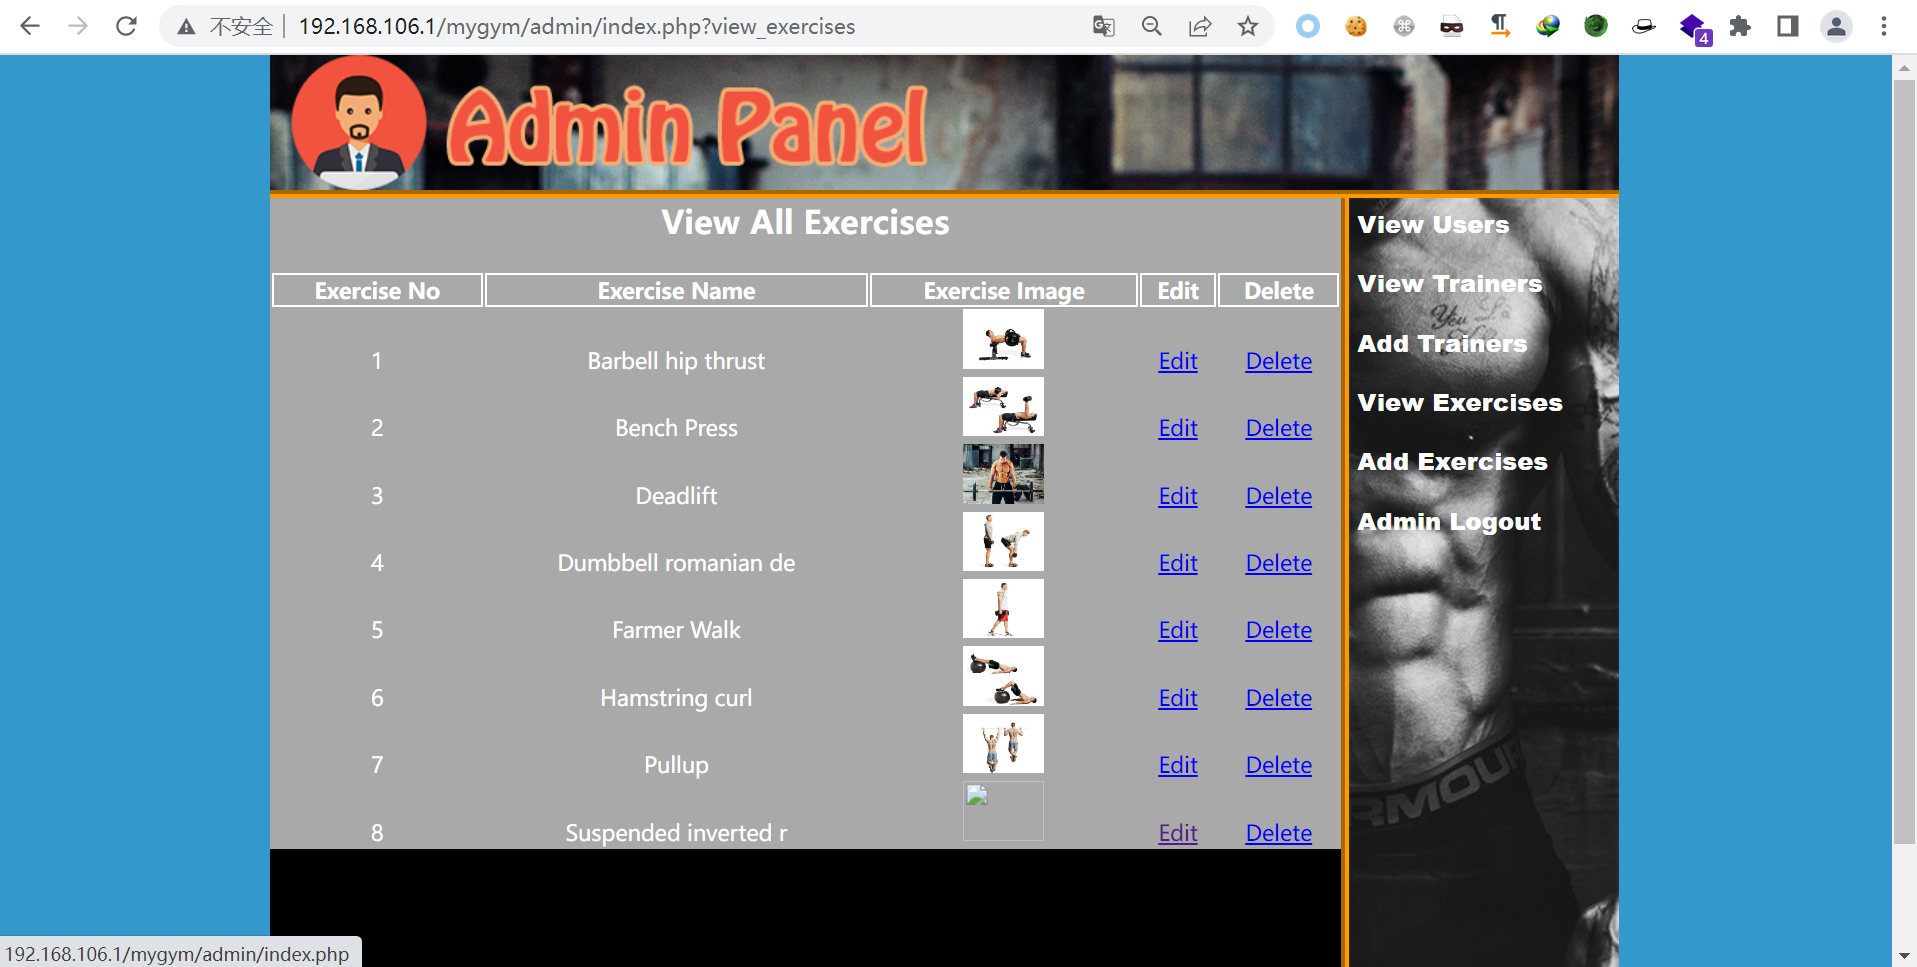 不安全 192.168.106.1/mygym/admin/index.php?view_exercises
4
Admin Panel
View All Exercises
Exercise No Exercise Name Exercise Image Edit Delete
1 Barbell hip thrust Edit Delete
2 Bench Press Edit Delete
3 Deadlift Edit Delete
4 Dumbbell romanian de Edit Delete
5 Farmer Walk Edit Delete
6 Hamstring curl Edit Delete
7 Pullup Edit Delete
8 Suspended inverted r Edit Delete
View Users
View Trainers
You
Add Trainers
View Exercises
Add Exercises
Admin Logout
RMOUR
192.168.106.1/mygym/admin/index.php